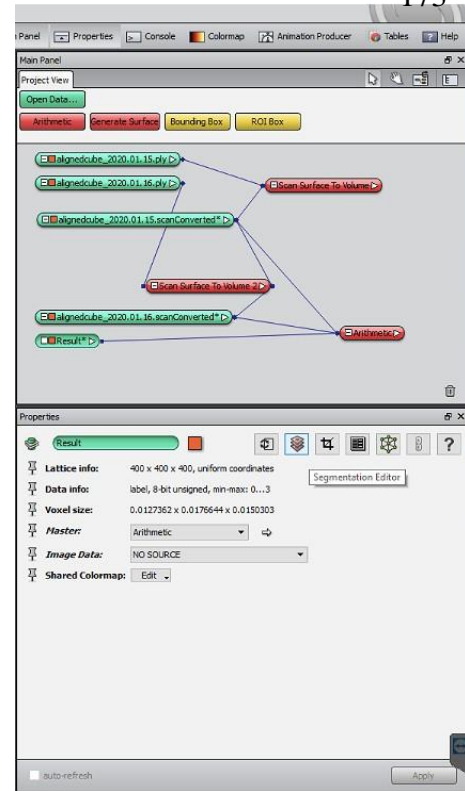 173
Panel Properties Console Colormap Animation Producer Tables Help
Main Panel
Project View
Open Data...
Arithmetic Generate Surface Bounding Box ROI Box
alignedcube_2020.01.15.ply
alignedcube_2020.01.16.ply
Scan Surface To Volume
alignedcube_2020.01.15.scanConverted*
Scan Surface To Volume 2
alignedcube_2020.01.16.scanConverted*
Arithmetic
Result*
Properties
Result
?
Segmentation Editor
Lattice info: 400 x 400 x 400, uniform coordinates
Data info: label, 8-bit unsigned, min-max: 0...3
Voxel size: 0.0127362 x 0.0176644 x 0.0150303
Master: Arithmetic
Image Data: NO SOURCE
Shared Colormap: Edit
auto-refresh Apply